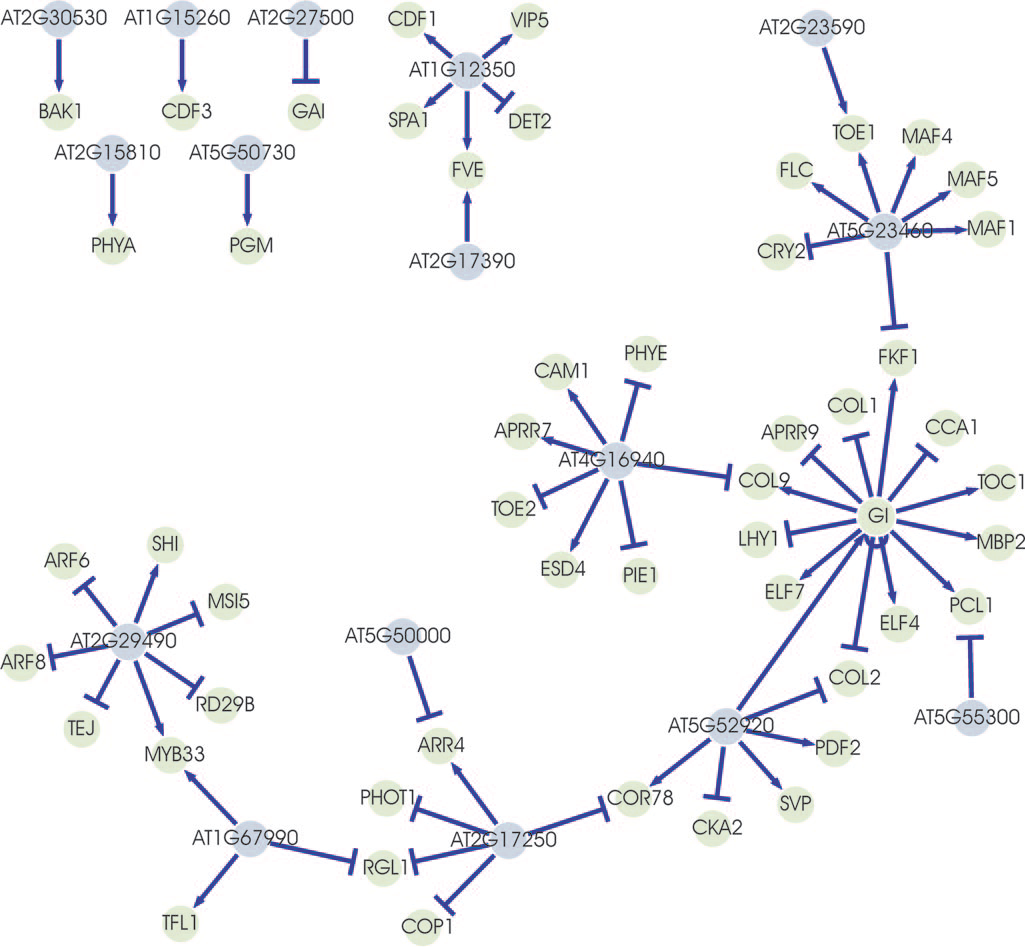 AT2G30530
AT1G15260
AT2G27500
BAK1
CDF3
GAI
AT2G15810
AT5G50730
PHYA
PGM
CDF1
VIP5
AT1G12350
SPA1
DET2
FVE
AT2G17390
AT2G23590
TOE1
MAF4
FLC
MAF5
AT5G23460
MAF1
CRY2
FKF1
PHYE
CAM1
APRR7
AT4G16940
TOE2
ESD4
PIE1
COL1
APRR9
CCA1
COL9
TOC1
GI
LHY1
MBP2
ELF7
ELF4
PCL1
COL2
AT5G55300
AT5G52920
PDF2
SVP
CKA2
COR78
SHI
ARF6
MSI5
AT2G29490
ARF8
RD29B
TEJ
MYB33
AT5G50000
ARR4
PHOT1
AT2G17250
AT1G67990
RGL1
TFL1
COP1